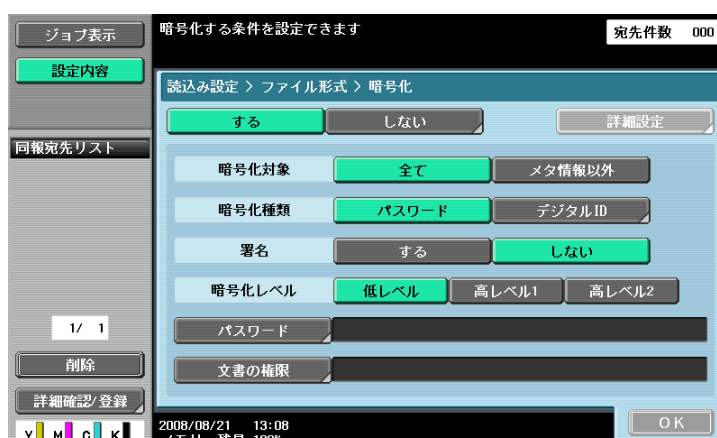 ジョブ表示
暗号化する条件を設定できます
宛先件数 000
設定内容
読込み設定 > ファイル形式 > 暗号化
する
しない
詳細設定
同報宛先リスト
暗号化対象
全て
メタ情報以外
暗号化種類
パスワード
デジタルID
署名
する
しない
暗号化レベル
低レベル
高レベル1
高レベル2
1/ 1
パスワード
削除
文書の権限
詳細確認/登録
2008/08/21 13:08
OK
Y M C K
メモリー残量 100%